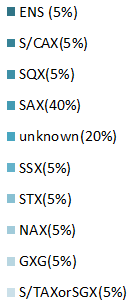 ENS (5%)
S/CAX(5%)
SQX(5%)
SAX(40%)
unknown(20%)
SSX(5%)
STX(5%)
NAX(5%)
GXG(5%)
S/TAXorSGX(5%)